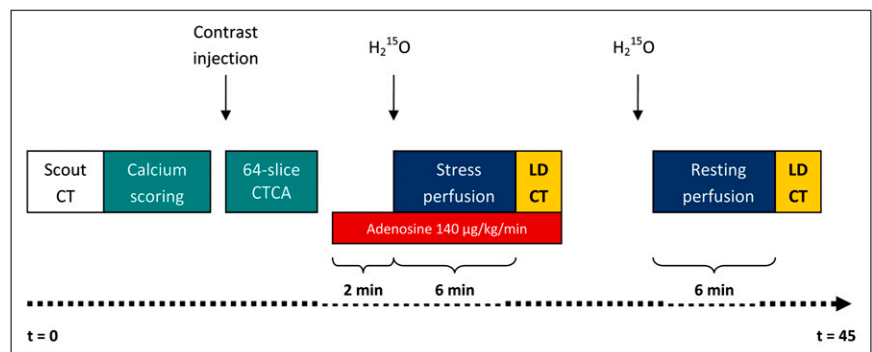 Contrast
injection
H₂¹⁵O
H₂¹⁵O
Scout
CT
Calcium
scoring
64-slice
CTCA
Stress
perfusion
LD
CT
Resting
perfusion
LD
CT
Adenosine 140 µg/kg/min
2 min
6 min
6 min
t = 0
t = 45